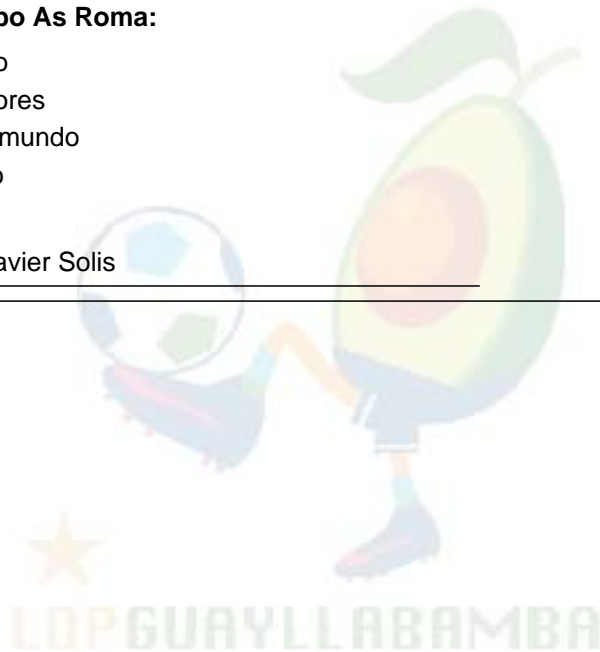 po As Roma:
o
ores
mundo
o
avier Solis
LDPGUAYLLABAMBA